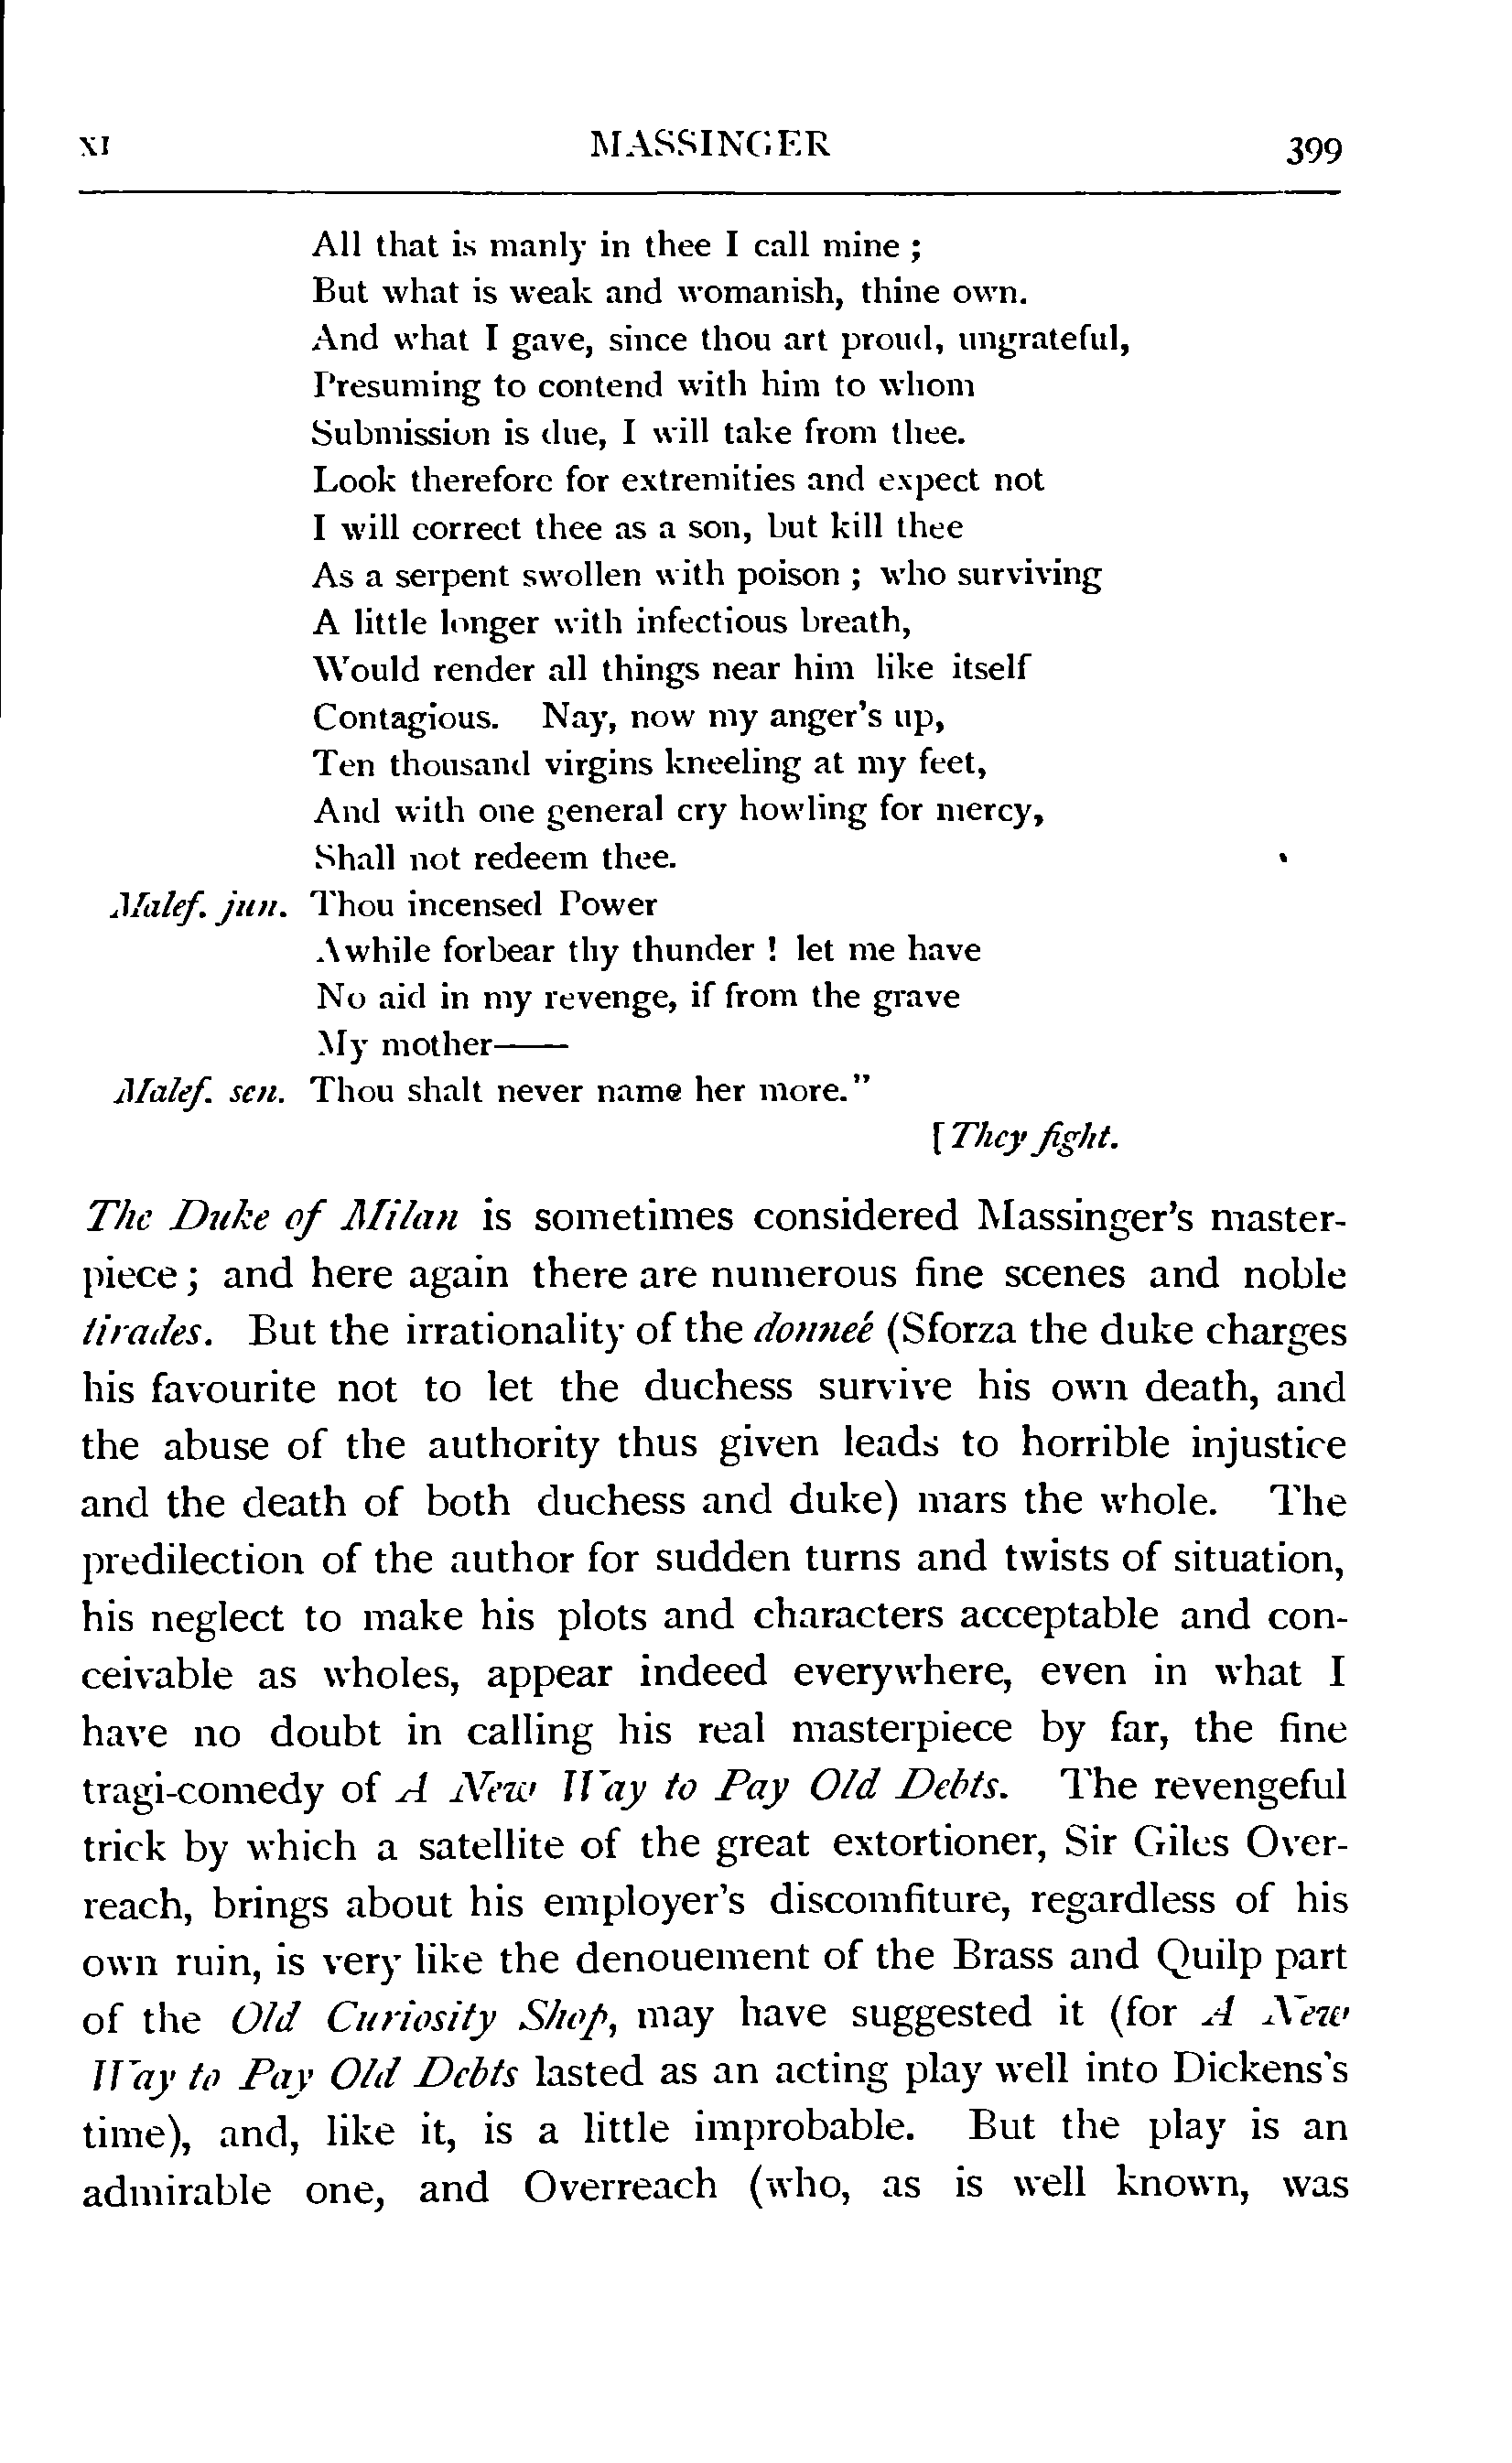 XI MASSINGER 399
All that is manly in thee I call mine ;
But what is weak and womanish, thine own.
And what I gave, since thou art proud, ungrateful,
Presuming to contend with him to whom
Submission is due, I will take from thee.
Look therefore for extremities and expect not
I will correct thee as a son, but kill thee
As a serpent swollen with poison ; who surviving
A little longer with infectious breath,
Would render all things near him like itself
Contagious. Nay, now my anger's up,
Ten thousand virgins kneeling at my feet,
And with one general cry howling for mercy,
Shall not redeem thee.
Malef. jun. Thou incensed Power
Awhile forbear thy thunder ! let me have
No aid in my revenge, if from the grave
My mother——
Malef. sen. Thou shalt never name her more."
[They fight.
The Duke of Milan is sometimes considered Massinger's master-
piece ; and here again there are numerous fine scenes and noble
tirades. But the irrationality of the donneé (Sforza the duke charges
his favourite not to let the duchess survive his own death, and
the abuse of the authority thus given leads to horrible injustice
and the death of both duchess and duke) mars the whole. The
predilection of the author for sudden turns and twists of situation,
his neglect to make his plots and characters acceptable and con-
ceivable as wholes, appear indeed everywhere, even in what I
have no doubt in calling his real masterpiece by far, the fine
tragi-comedy of A New Way to Pay Old Debts. The revengeful
trick by which a satellite of the great extortioner, Sir Giles Over-
reach, brings about his employer's discomfiture, regardless of his
own ruin, is very like the denouement of the Brass and Quilp part
of the Old Curiosity Shop, may have suggested it (for A New
Way to Pay Old Debts lasted as an acting play well into Dickens's
time), and, like it, is a little improbable. But the play is an
admirable one, and Overreach (who, as is well known, was